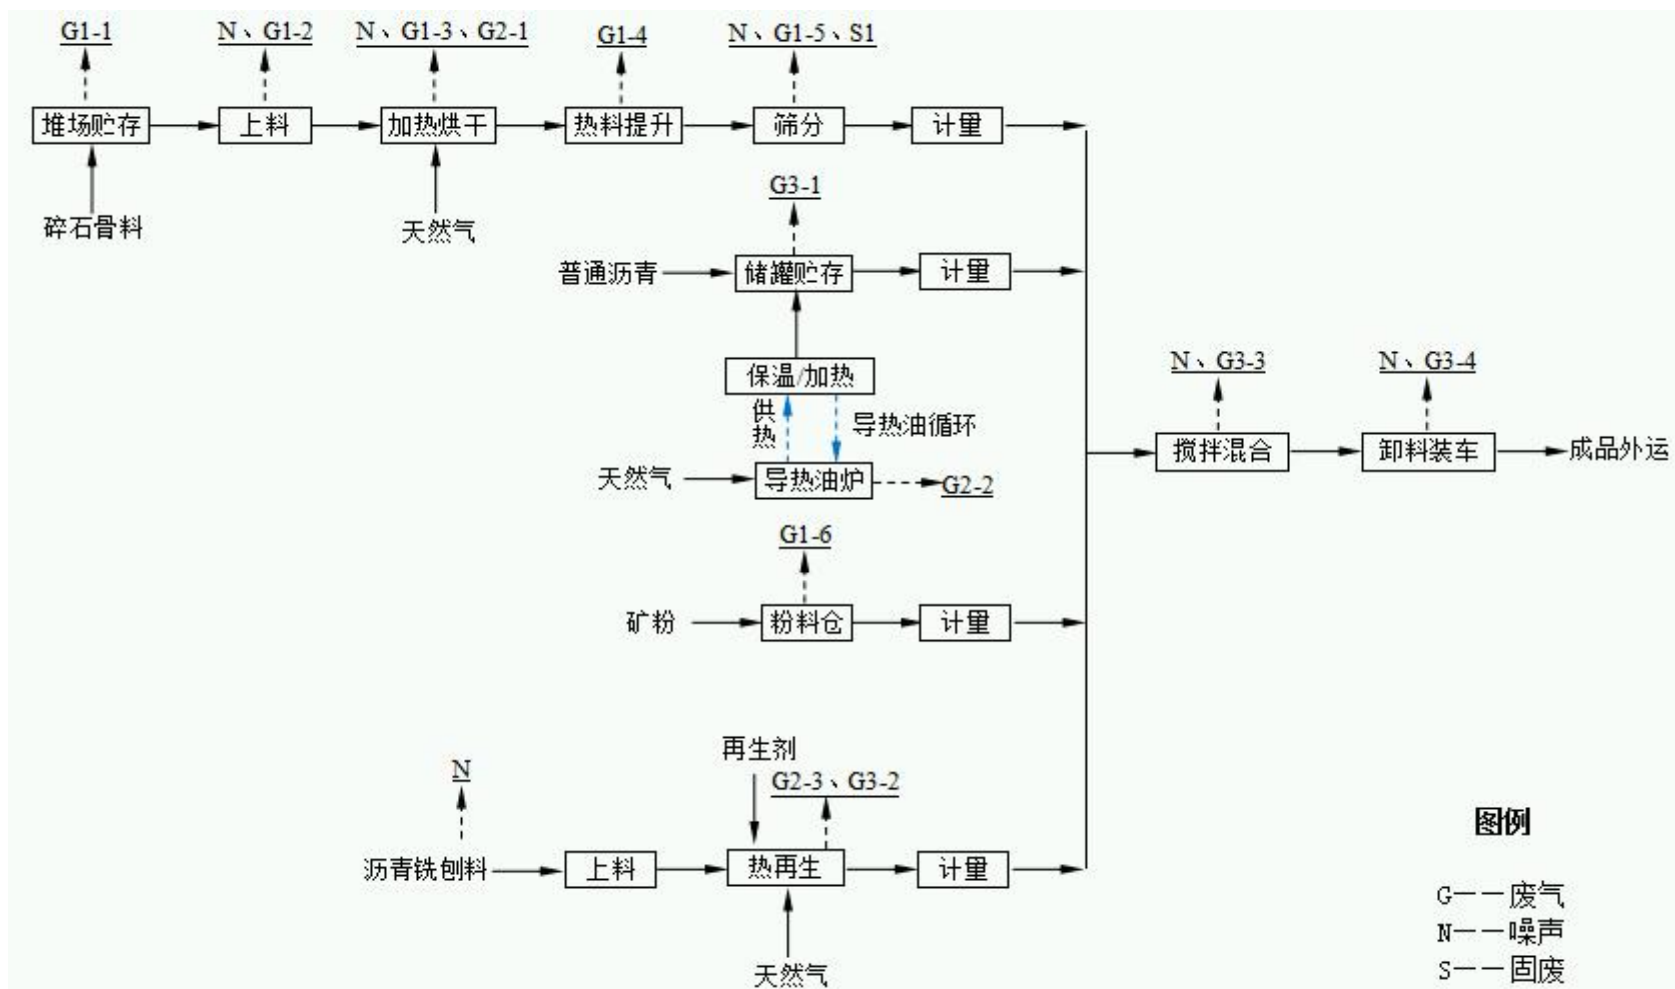 G1-1
N、G1-2
N、G1-3、G2-1
G1-4
N、G1-5、S1
堆场贮存
上料
加热烘干
热料提升
筛分
计量
碎石骨料
天然气
G3-1
普通沥青
储罐贮存
计量
保温/加热
供热
导热油循环
天然气
导热油炉
G2-2
N、G3-3
N、G3-4
搅拌混合
卸料装车
成品外运
G1-6
矿粉
粉料仓
计量
再生剂
N
G2-3、G3-2
沥青铣刨料
上料
热再生
计量
天然气
图例
G——废气
N——噪声
S——固废